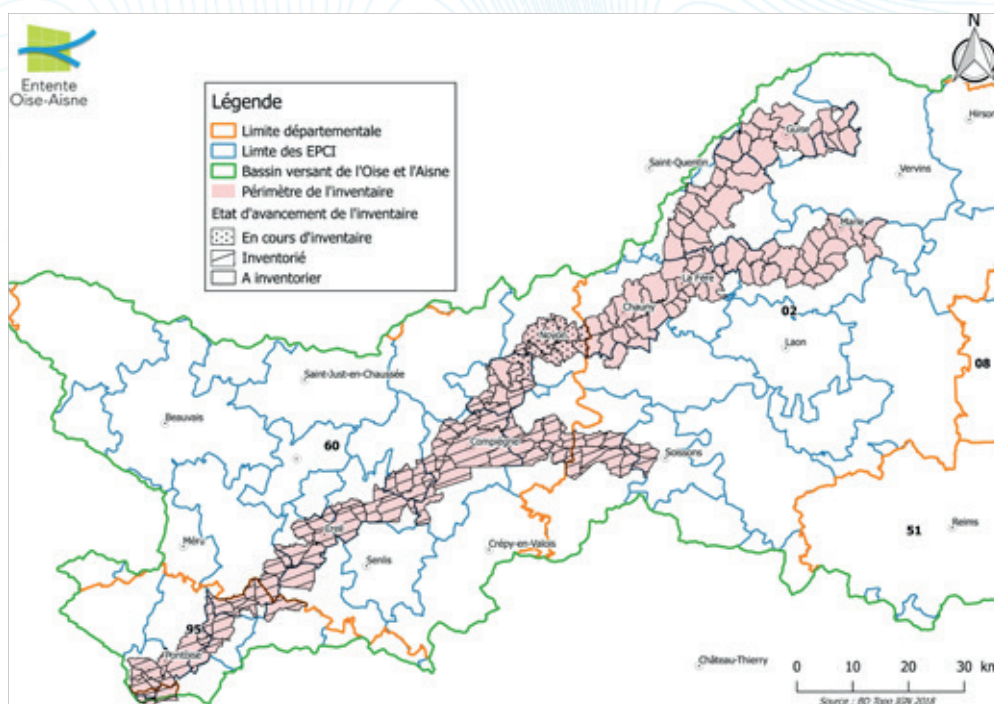 Entente
Oise-Aisne
N
Légende
Limite départementale
Limte des EPCI
Bassin versant de l'Oise et l'Aisne
Périmètre de l'inventaire
Etat d'avancement de l'inventaire
En cours d'inventaire
Inventorié
A inventorier
Hirson
Guise
Saint-Quentin
Vervins
Marle
La Fère
Chauny
02
Noyon
Laon
08
Saint-Just-en-Chaussée
Beauvais
60
Compiègne
Soissons
51
Reims
Creil
Méru
Senlis
Crépy-en-Valois
95
Pontoise
Château-Thierry
0 10 20 30 km
Source : BD Topo IGN 2018